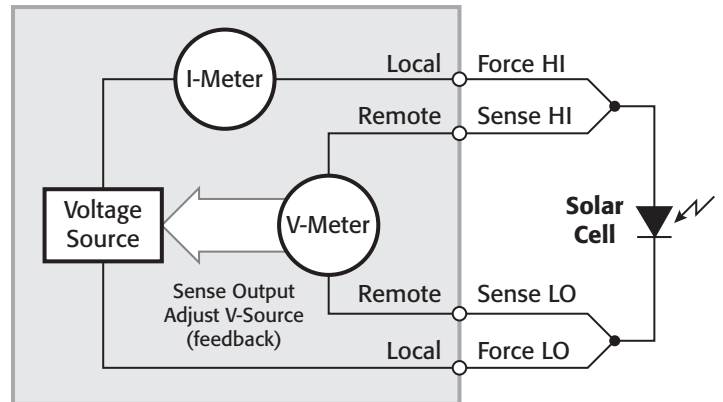 I-Meter
Local
Force HI
Remote
Sense HI
Voltage
Source
V-Meter
Solar
Cell
Sense Output
Adjust V-Source
(feedback)
Remote
Sense LO
Local
Force LO